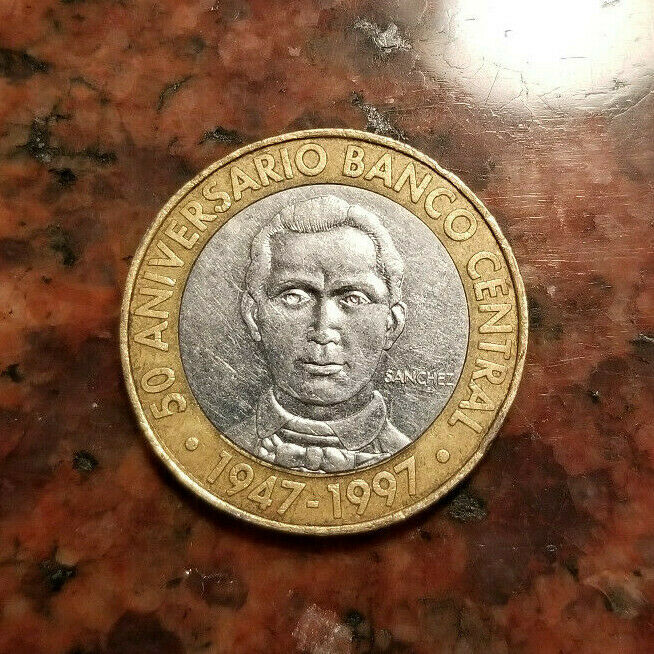 50 ANIVERSARIO BANCO CENTRAL
SANCHEZ
• 1947-1997 •